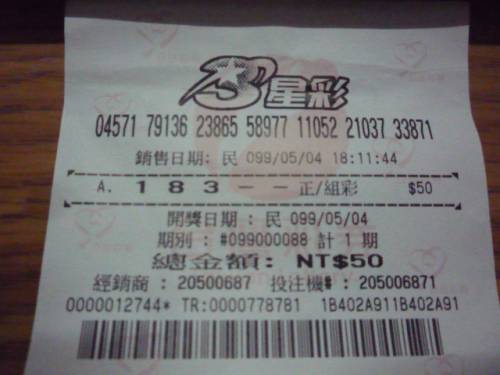 3星彩
04571 79136 23865 58977 11052 21037 33871
銷售日期: 民 099/05/04 18:11:44
A. 1 8 3 - - 正/組彩 $50
開獎日期 : 民 099/05/04
期別 : #099000088 計 1 期
總金額: NT$50
經銷商 : 20500687 投注機# : 205006871
0000012744* TR:0000778781 1B402A911B402A91